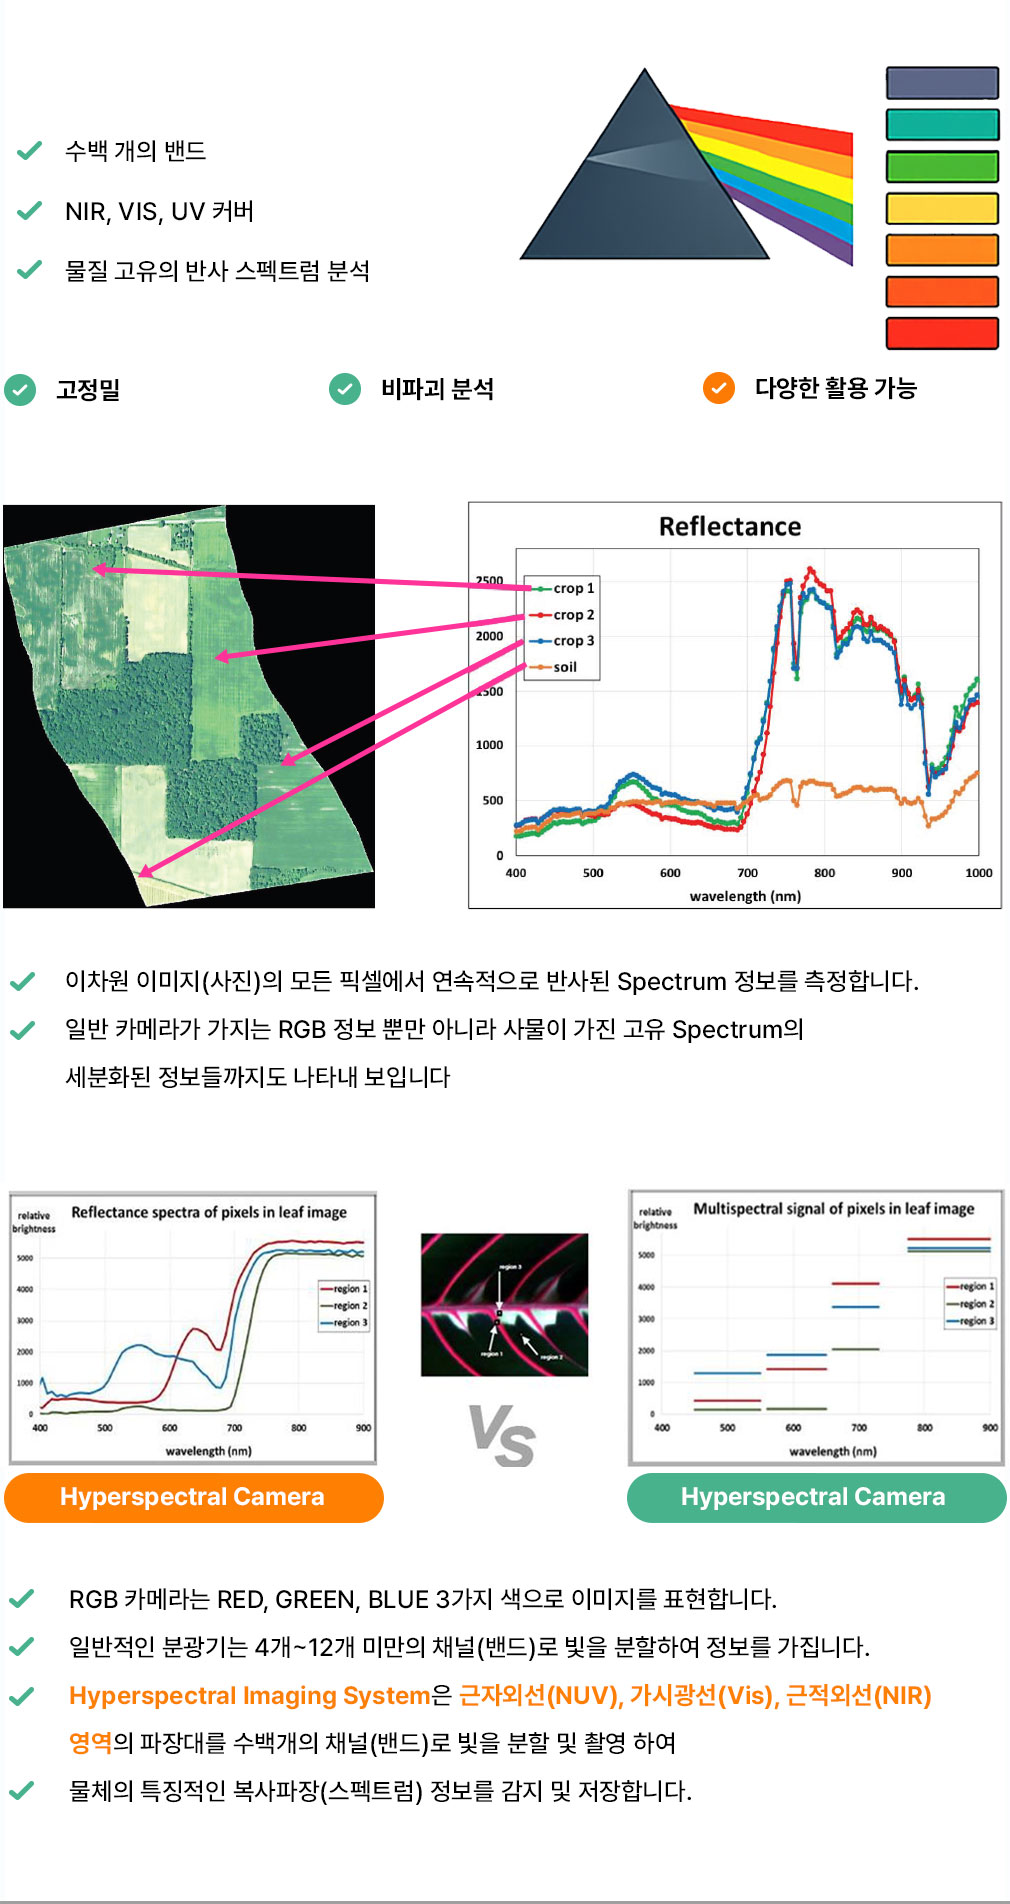 수백 개의 밴드
NIR, VIS, UV 커버
물질 고유의 반사 스펙트럼 분석
고정밀
비파괴 분석
다양한 활용 가능
Reflectance
2500
2000
1500
1000
500
0
crop 1
crop 2
crop 3
soil
400 500 600 700 800 900 1000
wavelength (nm)
이차원 이미지(사진)의 모든 픽셀에서 연속적으로 반사된 Spectrum 정보를 측정합니다.
일반 카메라가 가지는 RGB 정보 뿐만 아니라 사물이 가진 고유 Spectrum의
세분화된 정보들까지도 나타내 보입니다
relative
brightness
Reflectance spectra of pixels in leaf image
5000
4000
3000
2000
1000
0
region 1
region 2
region 3
400 500 600 700 800 900
wavelength (nm)
region 3
region 1
region 2
VS
relative
brightness
Multispectral signal of pixels in leaf image
5000
4000
3000
2000
1000
0
region 1
region 2
region 3
400 500 600 700 800 900
wavelength (nm)
Hyperspectral Camera
Hyperspectral Camera
RGB 카메라는 RED, GREEN, BLUE 3가지 색으로 이미지를 표현합니다.
일반적인 분광기는 4개~12개 미만의 채널(밴드)로 빛을 분할하여 정보를 가집니다.
Hyperspectral Imaging System은 근자외선(NUV), 가시광선(Vis), 근적외선(NIR)
영역의 파장대를 수백개의 채널(밴드)로 빛을 분할 및 촬영 하여
물체의 특징적인 복사파장(스펙트럼) 정보를 감지 및 저장합니다.